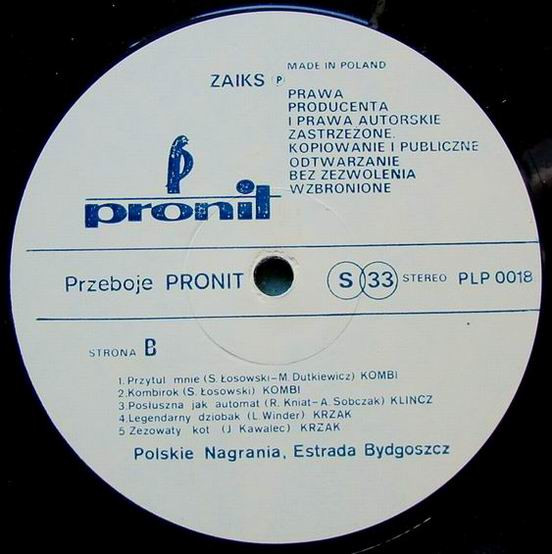 MADE IN POLAND
ZAIKS ℗
PRAWA
PRODUCENTA
I PRAWA AUTORSKIE
ZASTRZEŻONE.
KOPIOWANIE I PUBLICZNE
ODTWARZANIE
BEZ ZEZWOLENIA
WZBRONIONE
pronit
Przeboje PRONIT
S 33 STEREO PLP 0018
STRONA B
1. Przytul mnie (S. Łosowski-M. Dutkiewicz) KOMBI
2. Kombirok (S. Łosowski) KOMBI
3. Posłuszna jak automat (R. Kniat-A. Sobczak) KLINCZ
4. Legendarny dziobak (L. Winder) KRZAK
5 Zezowaty kot (J Kawalec) KRZAK
Polskie Nagrania, Estrada Bydgoszcz